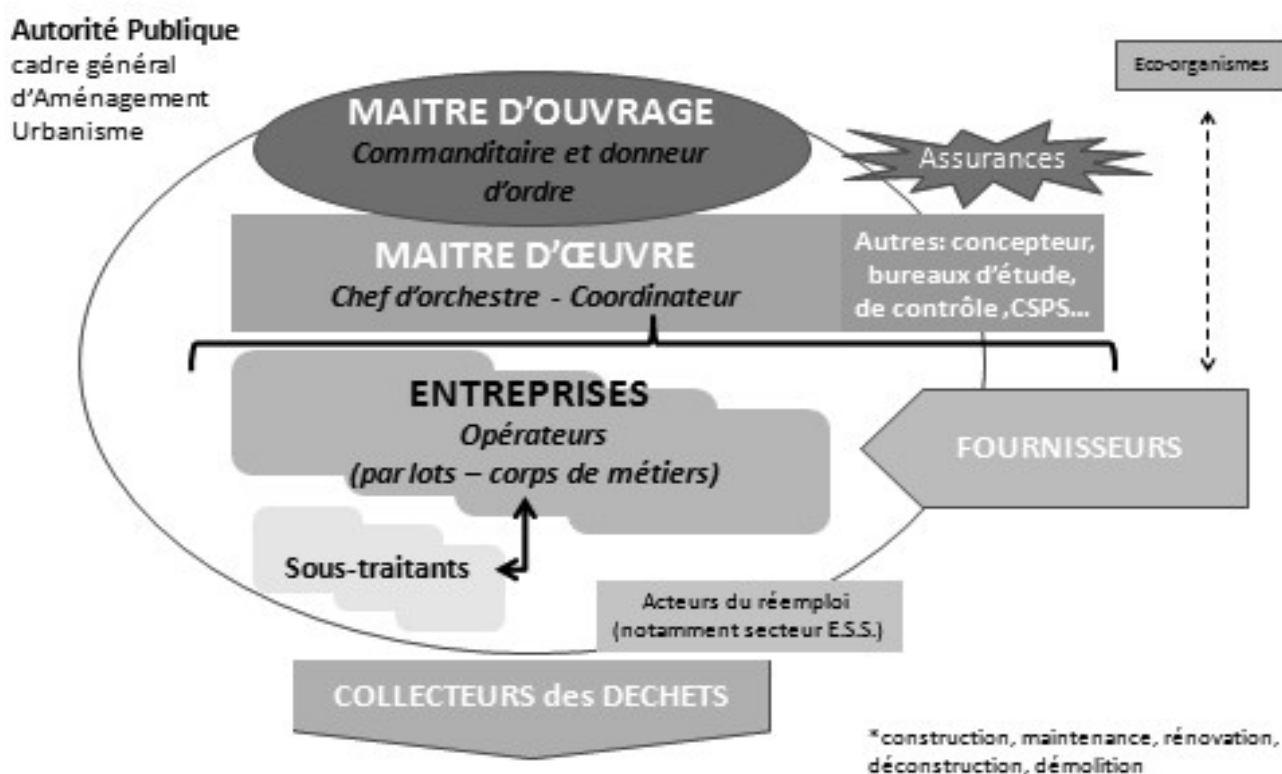 Autorité Publique
cadre général
d'Aménagement
Urbanisme
Eco-organismes
MAITRE D'OUVRAGE
Commanditaire et donneur
d'ordre
Assurances
MAITRE D'ŒUVRE
Chef d'orchestre - Coordinateur
Autres: concepteur,
bureaux d'étude,
de contrôle ,CSPS...
ENTREPRISES
Opérateurs
(par lots – corps de métiers)
FOURNISSEURS
Sous-traitants
Acteurs du réemploi
(notamment secteur E.S.S.)
COLLECTEURS des DECHETS
*construction, maintenance, rénovation,
déconstruction, démolition